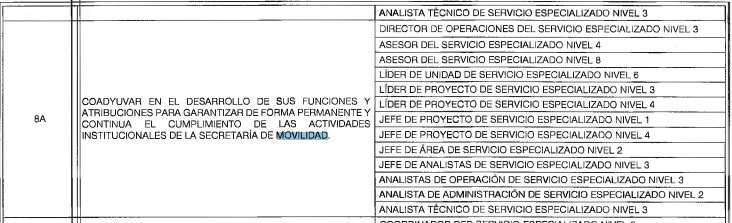 ANALISTA TÉCNICO DE SERVICIO ESPECIALIZADO NIVEL 3
8A
COADYUVAR EN EL DESARROLLO DE SUS FUNCIONES Y
ATRIBUCIONES PARA GARANTIZAR DE FORMA PERMANENTE Y
CONTINUA EL CUMPLIMIENTO DE LAS ACTIVIDADES
INSTITUCIONALES DE LA SECRETARÍA DE MOVILIDAD.
DIRECTOR DE OPERACIONES DEL SERVICIO ESPECIALIZADO NIVEL 3
ASESOR DEL SERVICIO ESPECIALIZADO NIVEL 4
ASESOR DEL SERVICIO ESPECIALIZADO NIVEL 8
LÍDER DE UNIDAD DE SERVICIO ESPECIALIZADO NIVEL 6
LÍDER DE PROYECTO DE SERVICIO ESPECIALIZADO NIVEL 3
LÍDER DE PROYECTO DE SERVICIO ESPECIALIZADO NIVEL 4
JEFE DE PROYECTO DE SERVICIO ESPECIALIZADO NIVEL 1
JEFE DE PROYECTO DE SERVICIO ESPECIALIZADO NIVEL 4
JEFE DE ÁREA DE SERVICIO ESPECIALIZADO NIVEL 2
JEFE DE ANALISTAS DE SERVICIO ESPECIALIZADO NIVEL 3
ANALISTAS DE OPERACIÓN DE SERVICIO ESPECIALIZADO NIVEL 3
ANALISTA DE ADMINISTRACIÓN DE SERVICIO ESPECIALIZADO NIVEL 2
ANALISTA TÉCNICO DE SERVICIO ESPECIALIZADO NIVEL 3